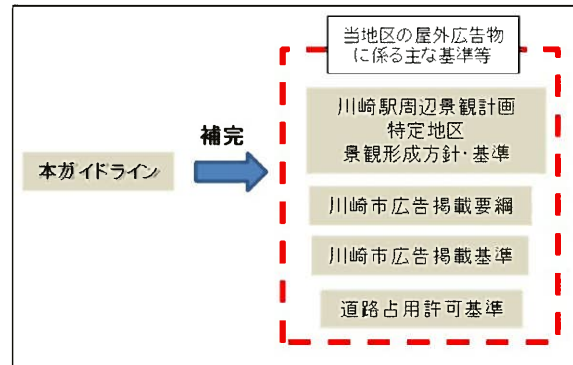 当地区の屋外広告物
に係る主な基準等
川崎駅周辺景観計画
特定地区
景観形成方針・基準
補完
本ガイドライン
川崎市広告掲載要綱
川崎市広告掲載基準
道路占用許可基準